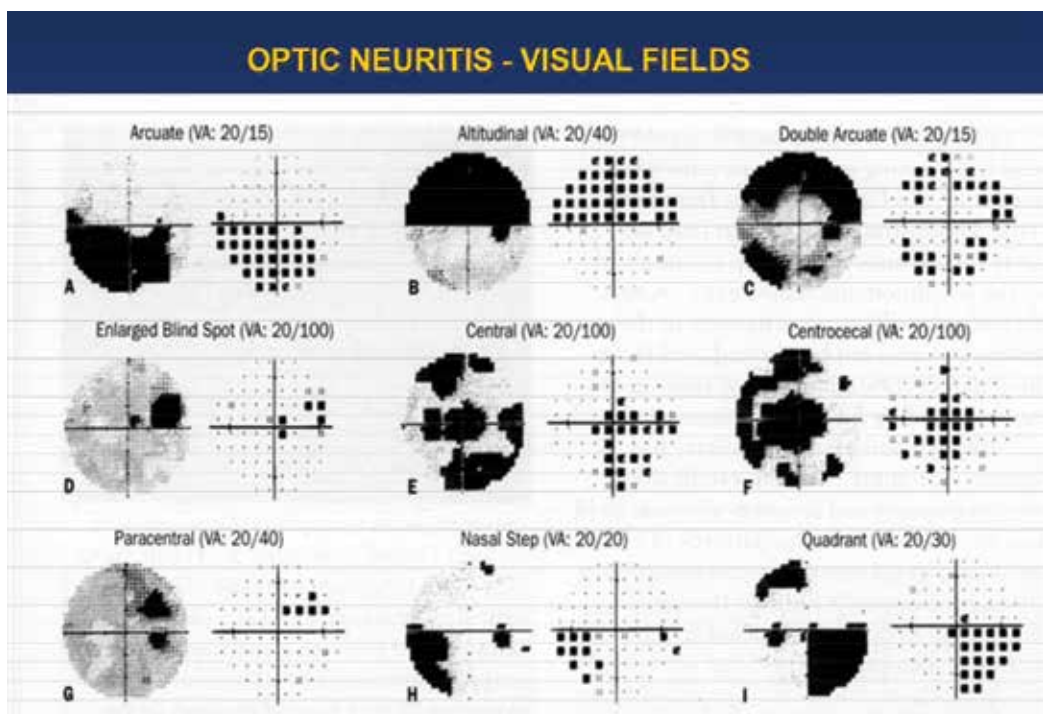 OPTIC NEURITIS - VISUAL FIELDS
Arcuate (VA: 20/15)
Altitudinal (VA: 20/40)
Double Arcuate (VA: 20/15)
A
B
C
Enlarged Blind Spot (VA: 20/100)
Central (VA: 20/100)
Centrocecal (VA: 20/100)
D
E
F
Paracentral (VA: 20/40)
Nasal Step (VA: 20/20)
Quadrant (VA: 20/30)
G
H
I